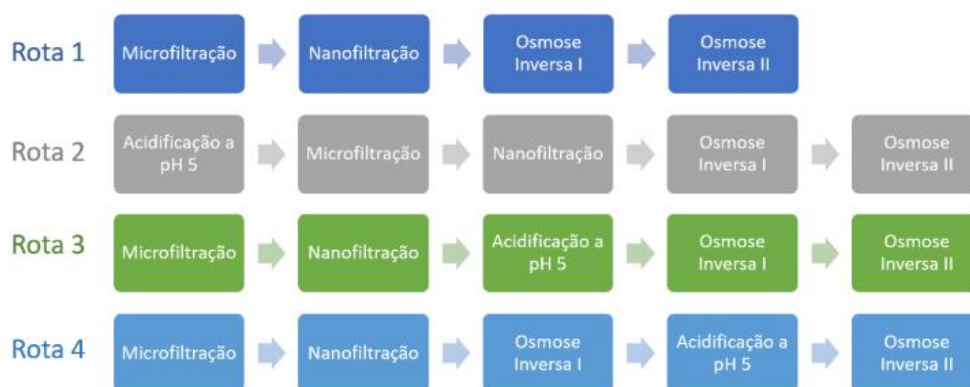 Rota 1
Microfiltração
Nanofiltração
Osmose
Inversa I
Osmose
Inversa II
Rota 2
Acidificação a
pH 5
Microfiltração
Nanofiltração
Osmose
Inversa I
Osmose
Inversa II
Rota 3
Microfiltração
Nanofiltração
Acidificação a
pH 5
Osmose
Inversa I
Osmose
Inversa II
Rota 4
Microfiltração
Nanofiltração
Osmose
Inversa I
Acidificação a
pH 5
Osmose
Inversa II